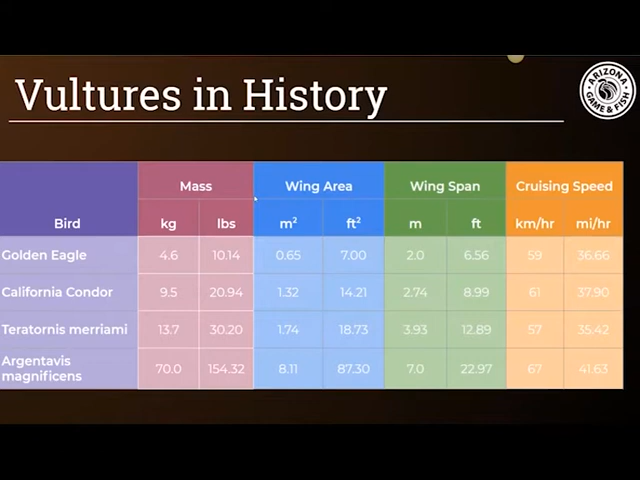 Vultures in History
ARIZONA
GAME & FISH
Mass Wing Area Wing Span Cruising Speed
Bird kg lbs m² ft² m ft km/hr mi/hr
Golden Eagle 4.6 10.14 0.65 7.00 2.0 6.56 59 36.66
California Condor 9.5 20.94 1.32 14.21 2.74 8.99 61 37.90
Teratornis merriami 13.7 30.20 1.74 18.73 3.93 12.89 57 35.42
Argentavis
magnificens 70.0 154.32 8.11 87.30 7.0 22.97 67 41.63